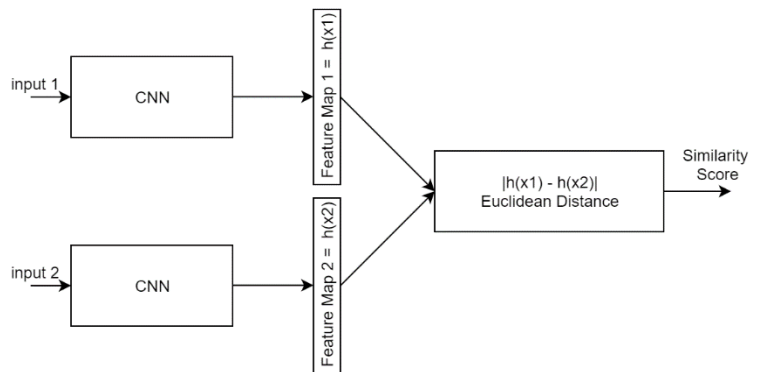 input 1
CNN
Feature Map 1 = h(x1)
|h(x1) - h(x2)|
Euclidean Distance
Similarity
Score
input 2
CNN
Feature Map 2 = h(x2)